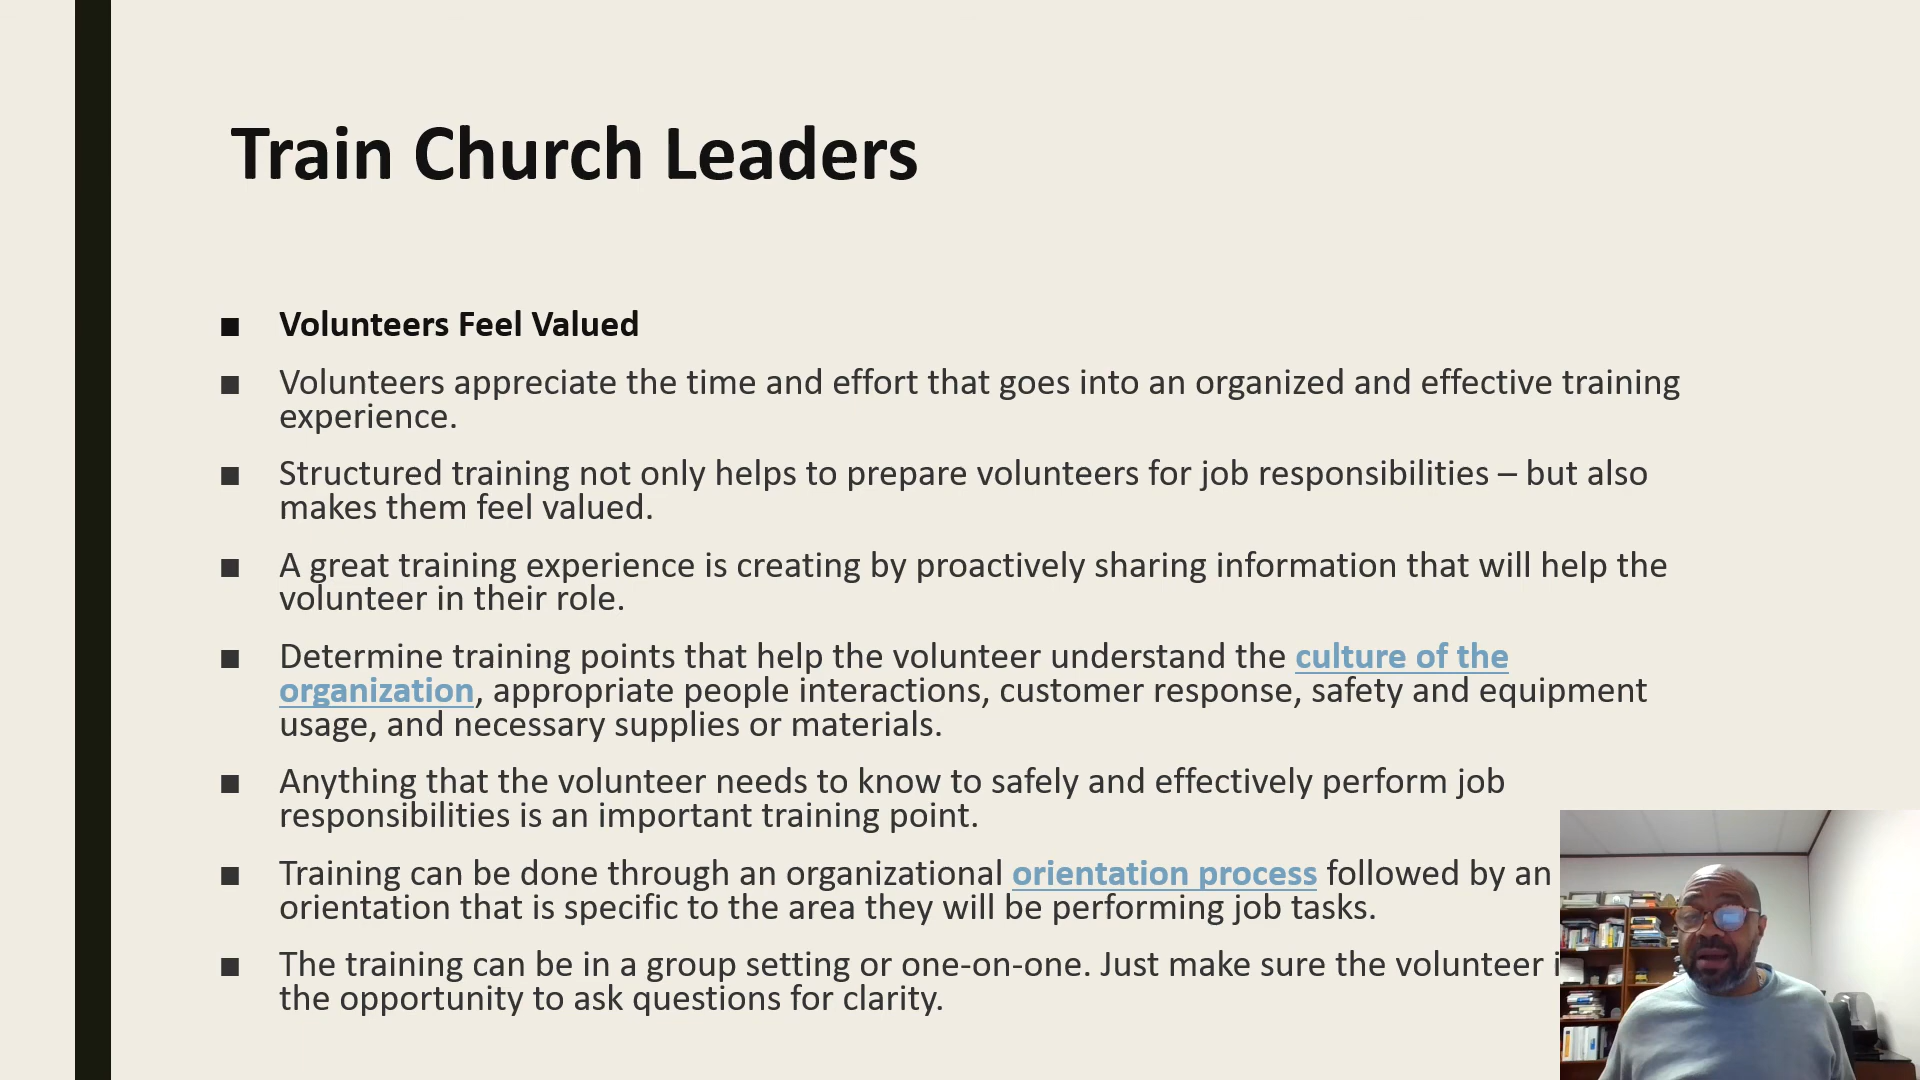 Train Church Leaders
■ Volunteers Feel Valued
■ Volunteers appreciate the time and effort that goes into an organized and effective training
experience.
■ Structured training not only helps to prepare volunteers for job responsibilities – but also
makes them feel valued.
■ A great training experience is creating by proactively sharing information that will help the
volunteer in their role.
■ Determine training points that help the volunteer understand the culture of the
organization, appropriate people interactions, customer response, safety and equipment
usage, and necessary supplies or materials.
■ Anything that the volunteer needs to know to safely and effectively perform job
responsibilities is an important training point.
■ Training can be done through an organizational orientation process followed by an
orientation that is specific to the area they will be performing job tasks.
■ The training can be in a group setting or one-on-one. Just make sure the volunteer
the opportunity to ask questions for clarity.